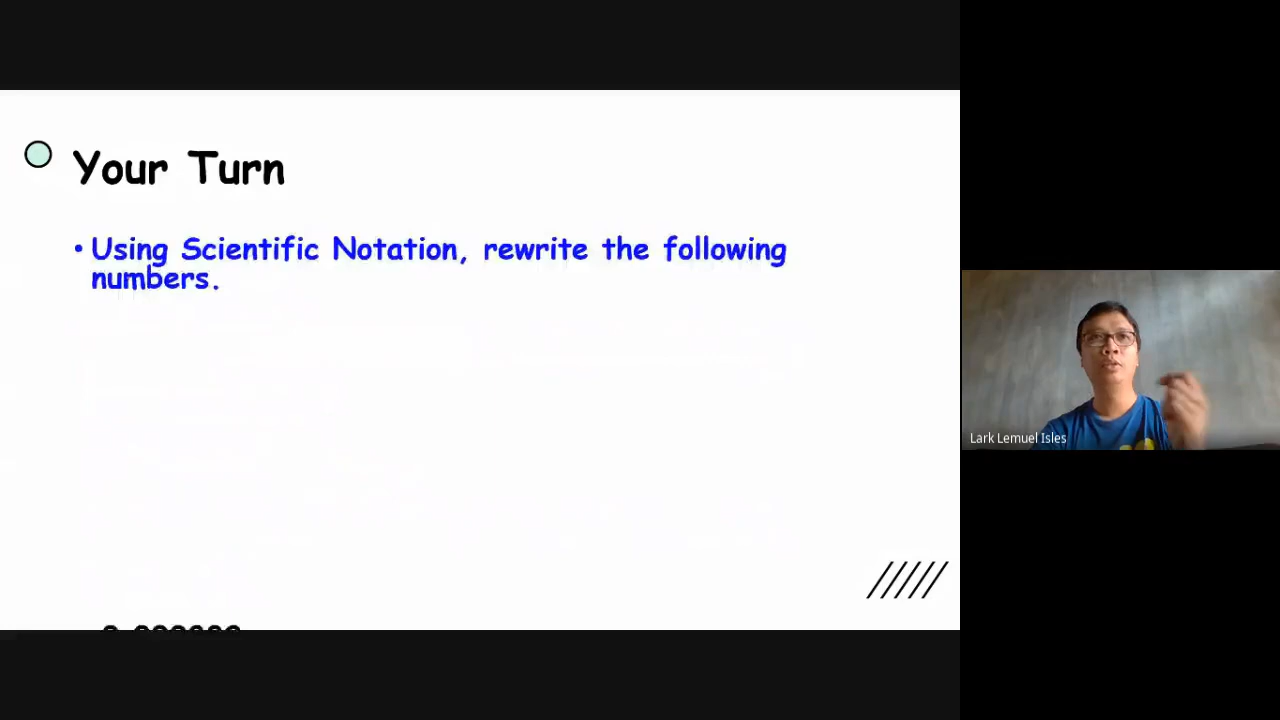 Your Turn
• Using Scientific Notation, rewrite the following
numbers.
Lark Lemuel Isles